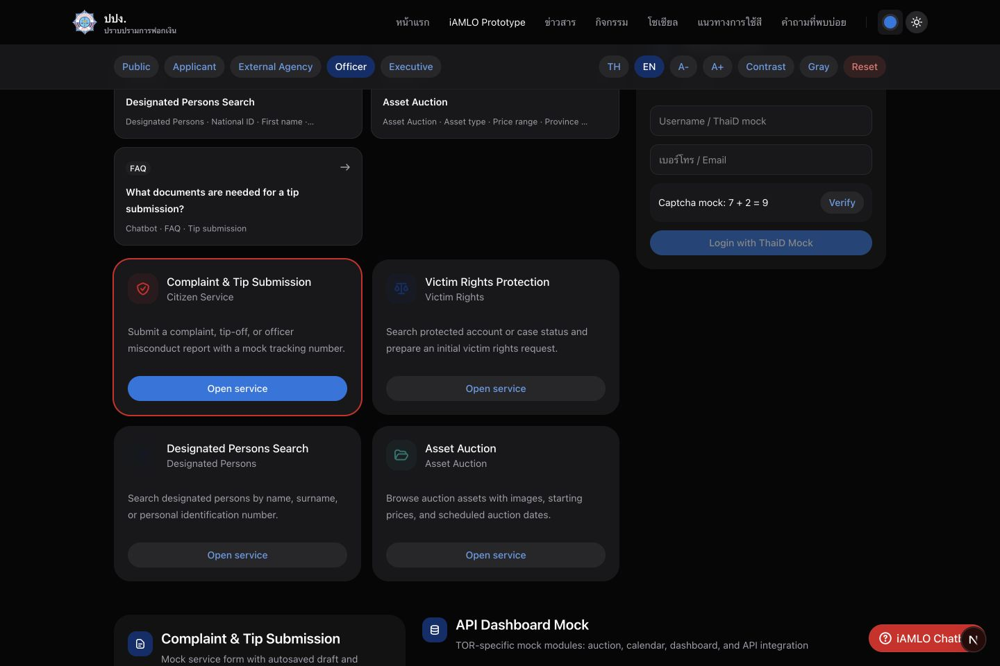 ปปง.
ปราบปรามการฟอกเงิน
หน้าแรก
iAMLO Prototype
ข่าวสาร
กิจกรรม
โซเชียล
แนวทางการใช้สี
คำถามที่พบบ่อย
Public
Applicant
External Agency
Officer
Executive
TH
EN
A-
A+
Contrast
Gray
Reset
Designated Persons Search
Designated Persons · National ID · First name ·...
Asset Auction
Asset Auction · Asset type · Price range · Province ...
Username / ThaiD mock
เบอร์โทร / Email
Captcha mock: 7 + 2 = 9
Verify
Login with ThaiD Mock
FAQ
What documents are needed for a tip
submission?
Chatbot · FAQ · Tip submission
Complaint & Tip Submission
Citizen Service
Submit a complaint, tip-off, or officer
misconduct report with a mock tracking number.
Open service
Victim Rights Protection
Victim Rights
Search protected account or case status and
prepare an initial victim rights request.
Open service
Designated Persons Search
Designated Persons
Search designated persons by name, surname,
or personal identification number.
Open service
Asset Auction
Asset Auction
Browse auction assets with images, starting
prices, and scheduled auction dates.
Open service
Complaint & Tip Submission
Mock service form with autosaved draft and
API Dashboard Mock
TOR-specific mock modules: auction, calendar, dashboard, and API integration
iAMLO Chatb
N